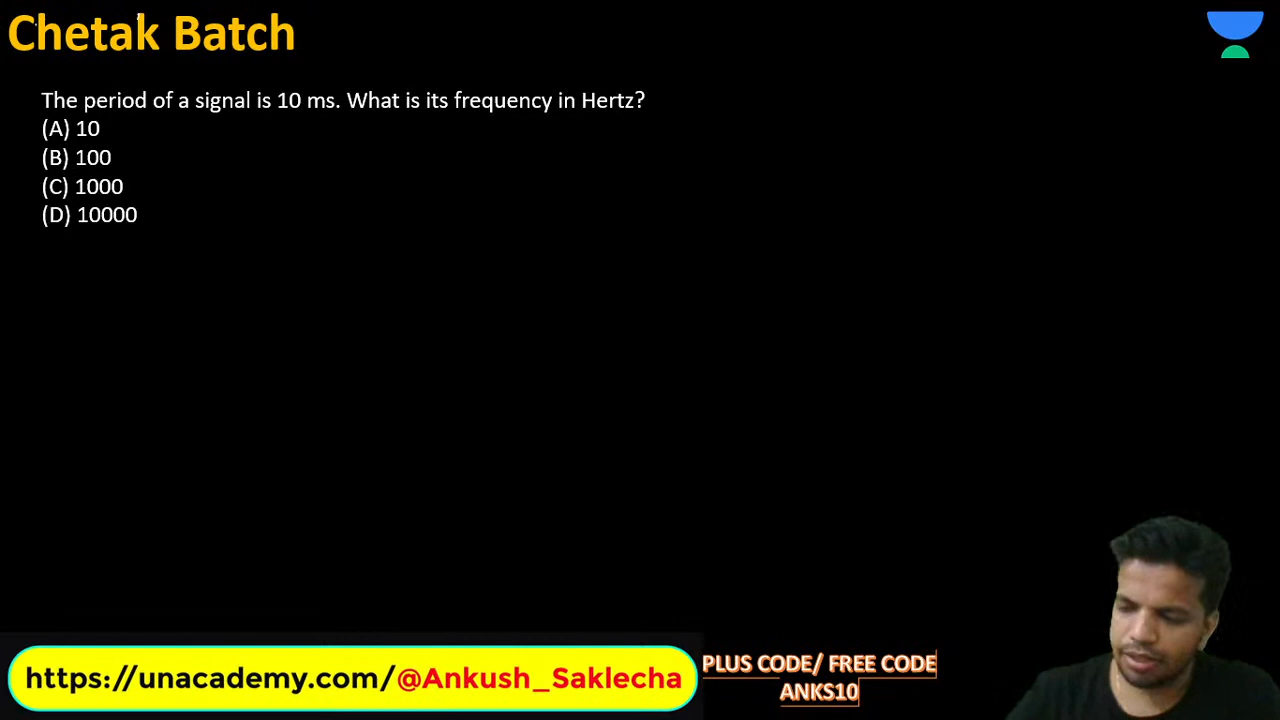 Chetak Batch
The period of a signal is 10 ms. What is its frequency in Hertz?
(A) 10
(B) 100
(C) 1000
(D) 10000
https://unacademy.com/@Ankush_Saklecha
PLUS CODE/ FREE CODE
ANKS10